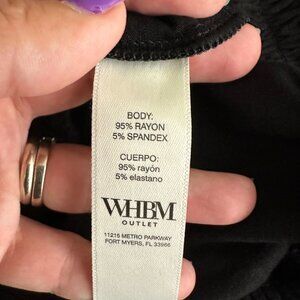 BODY:
95% RAYON
5% SPANDEX
CUERPO:
95% rayón
5% elastano
WHBM
OUTLET
11215 METRO PARKWAY
FORT MYERS, FL 33966